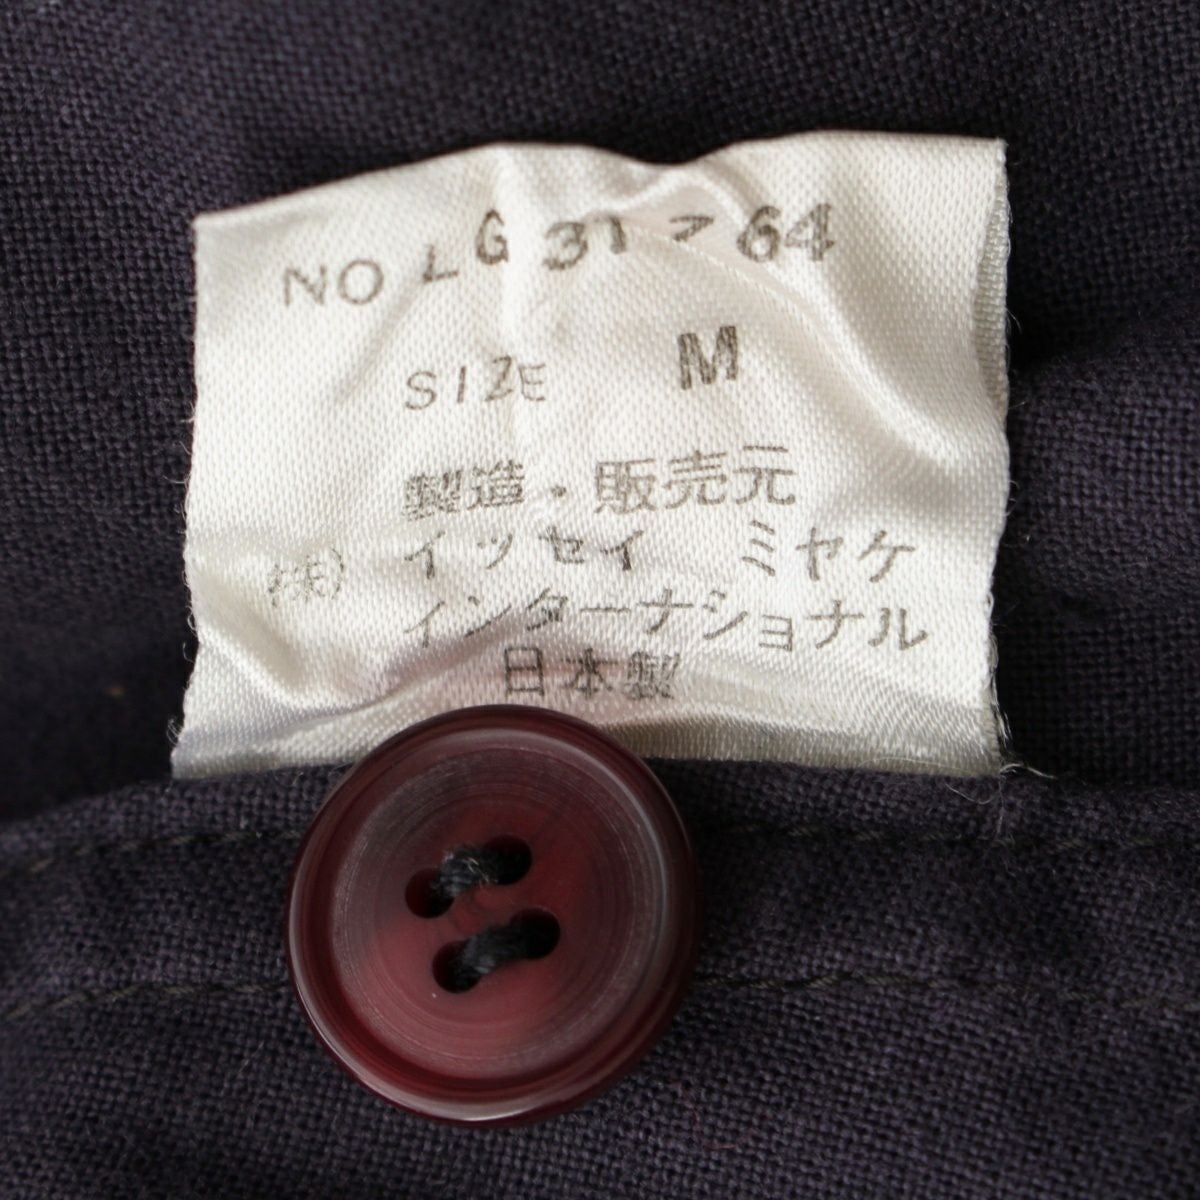 NO LG 31 > 64
SIZE M
製造・販売元
(株) イッセイ ミヤケ
インターナショナル
日本製